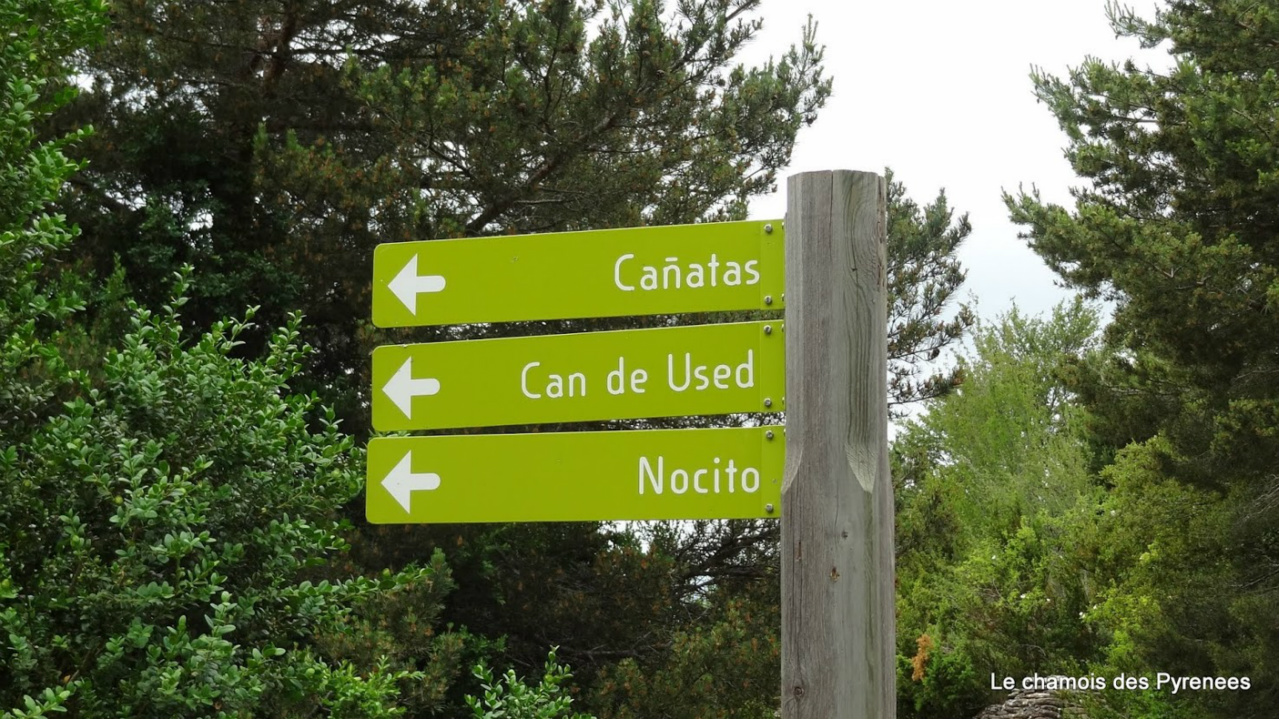 Cañatas
Can de Used
Nocito
Le chamois des Pyrenees